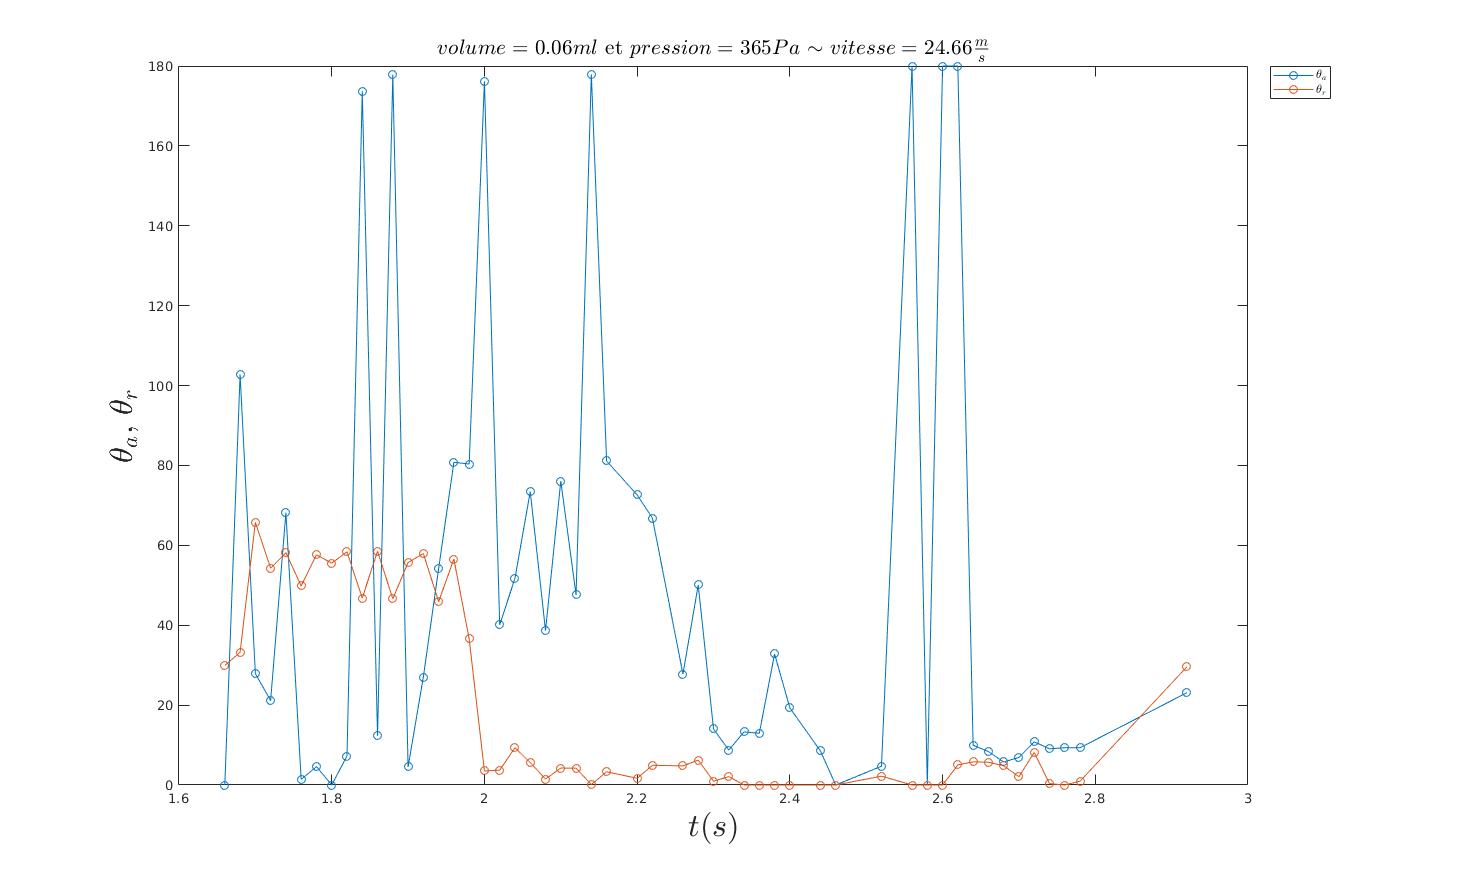 volume = 0.06ml et pression = 365Pa ∼ vitesse = 24.66 m/s
θₐ
θᵣ
180
160
140
120
100
80
60
40
20
0
θₐ, θᵣ
1.6 1.8 2 2.2 2.4 2.6 2.8 3
t(s)